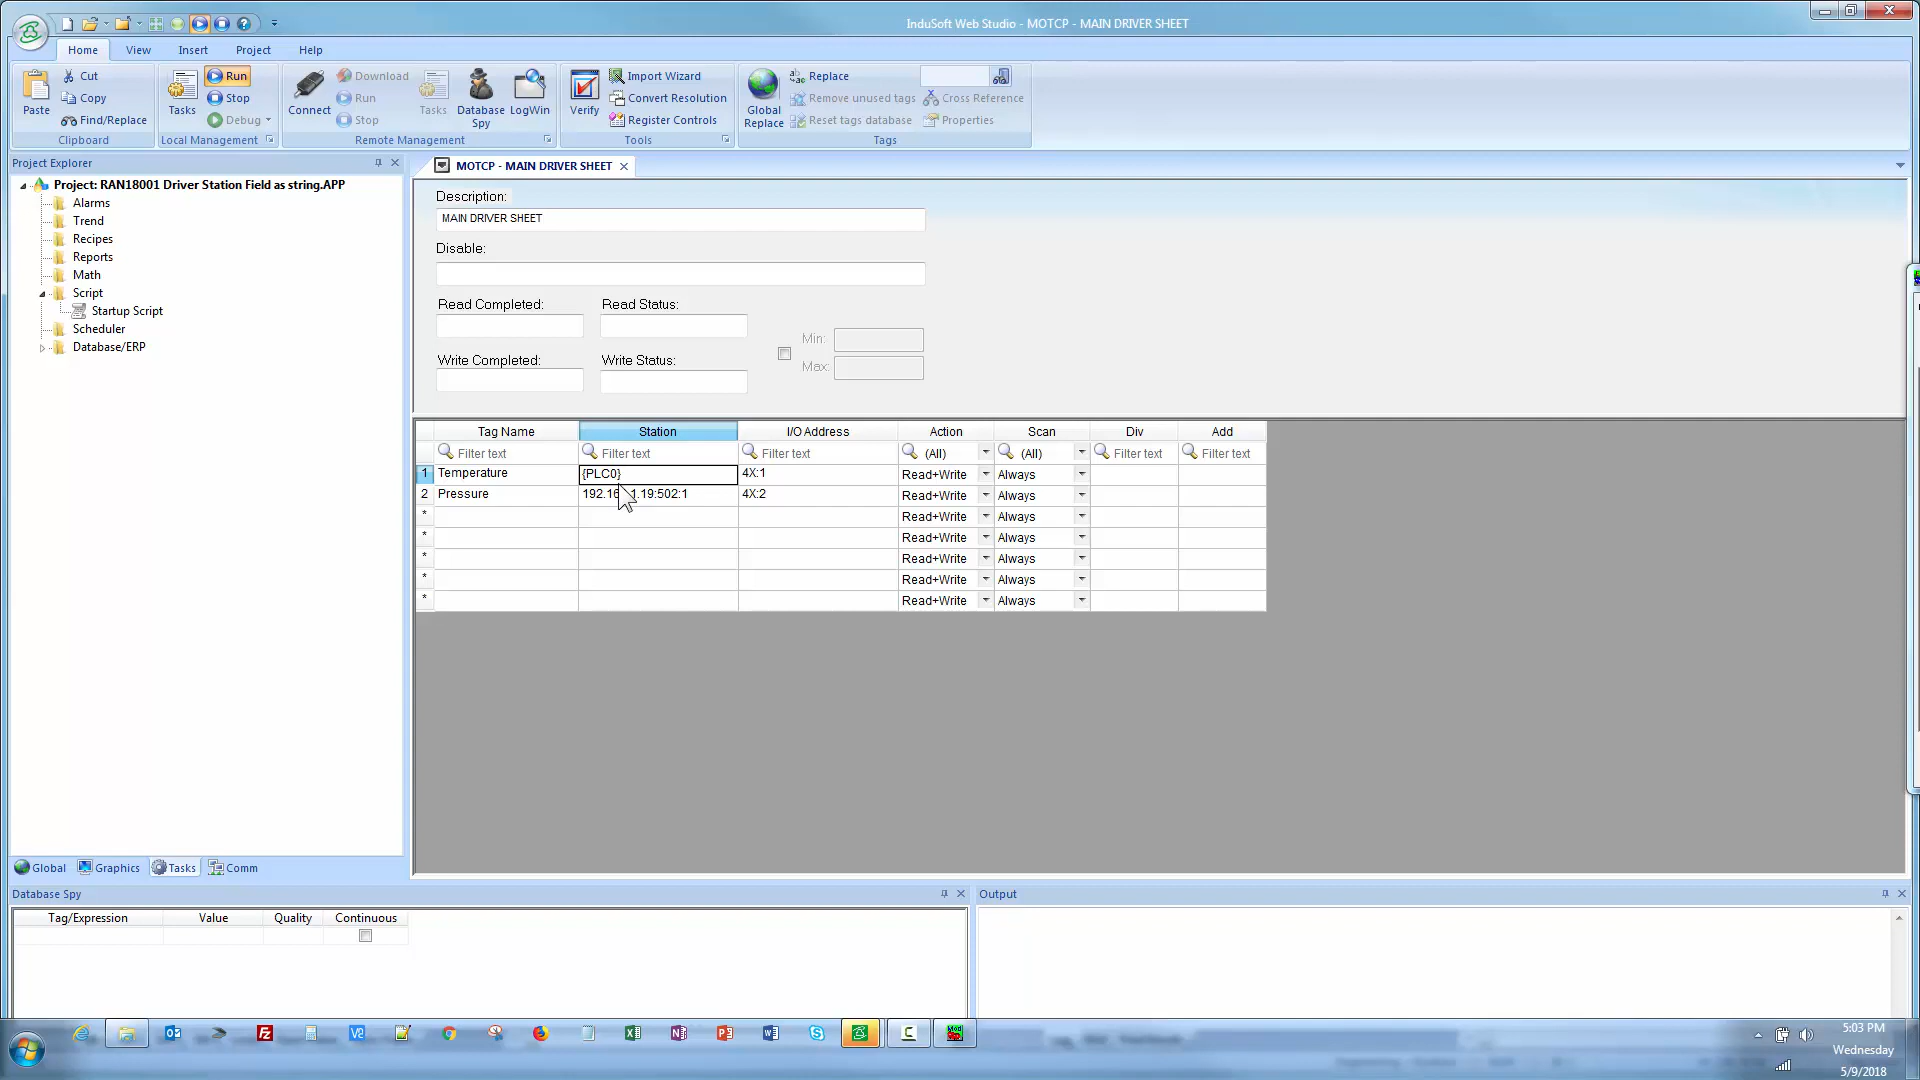 InduSoft Web Studio - MOTCP - MAIN DRIVER SHEET
Home View Insert Project Help
Paste Cut Copy Find/Replace Clipboard
Tasks Run Stop Debug Local Management
Connect Download Run Stop Tasks Database Spy LogWin Remote Management
Verify Import Wizard Convert Resolution Register Controls Tools
Global Replace Replace Remove unused tags Reset tags database Cross Reference Properties Tags
Project Explorer
Project: RAN18001 Driver Station Field as string.APP
Alarms
Trend
Recipes
Reports
Math
Script
Startup Script
Scheduler
Database/ERP
Global Graphics Tasks Comm
MOTCP - MAIN DRIVER SHEET
Description:
MAIN DRIVER SHEET
Disable:
Read Completed: Read Status:
Min:
Write Completed: Write Status:
Max:
Tag Name Station I/O Address Action Scan Div Add
Filter text Filter text Filter text (All) (All) Filter text Filter text
1 Temperature {PLC0} 4X:1 Read+Write Always
2 Pressure 192.16 1.19:502:1 4X:2 Read+Write Always
* Read+Write Always
* Read+Write Always
* Read+Write Always
* Read+Write Always
* Read+Write Always
Database Spy
Tag/Expression Value Quality Continuous
Output
5:03 PM
Wednesday
5/9/2018